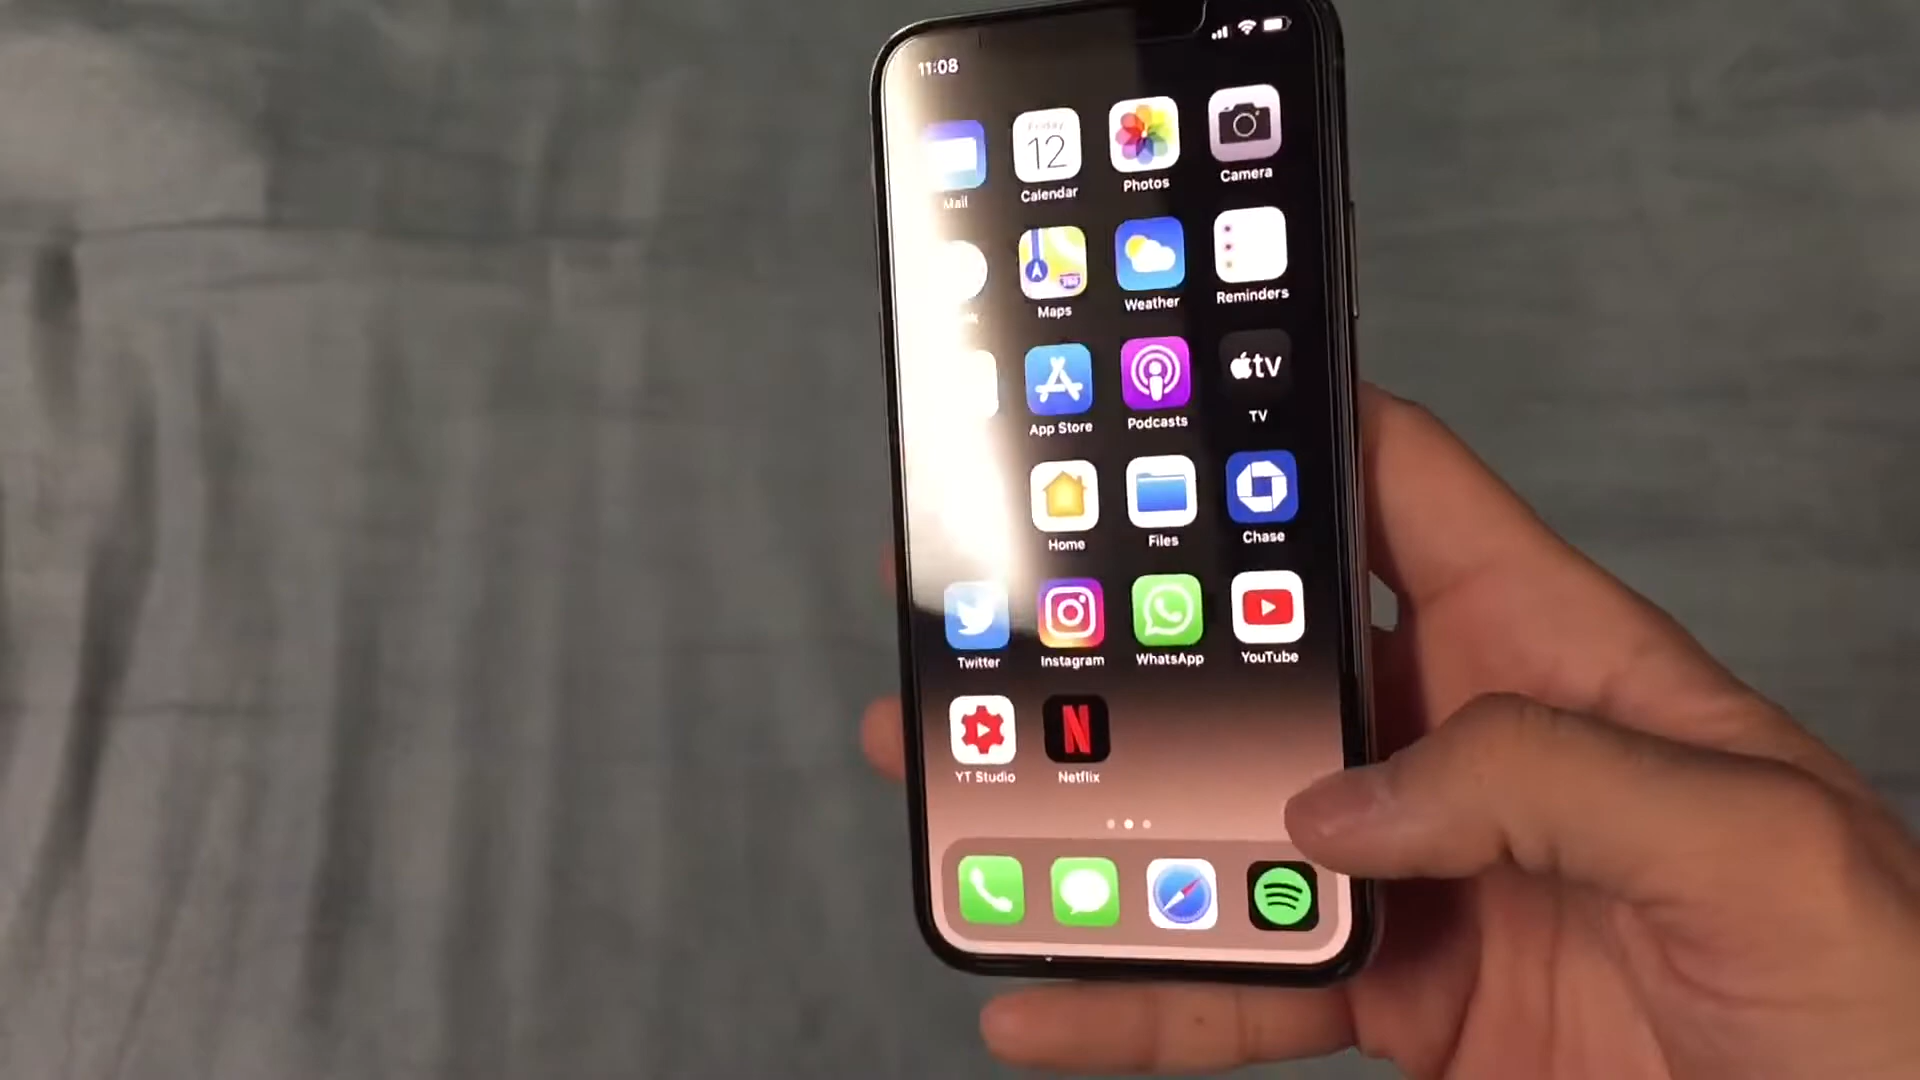 11:08
Mail
Friday
12
Calendar
Photos
Camera
Maps
Weather
Reminders
App Store
Podcasts
tv
TV
Home
Files
Chase
Twitter
Instagram
WhatsApp
YouTube
N
YT Studio
Netflix